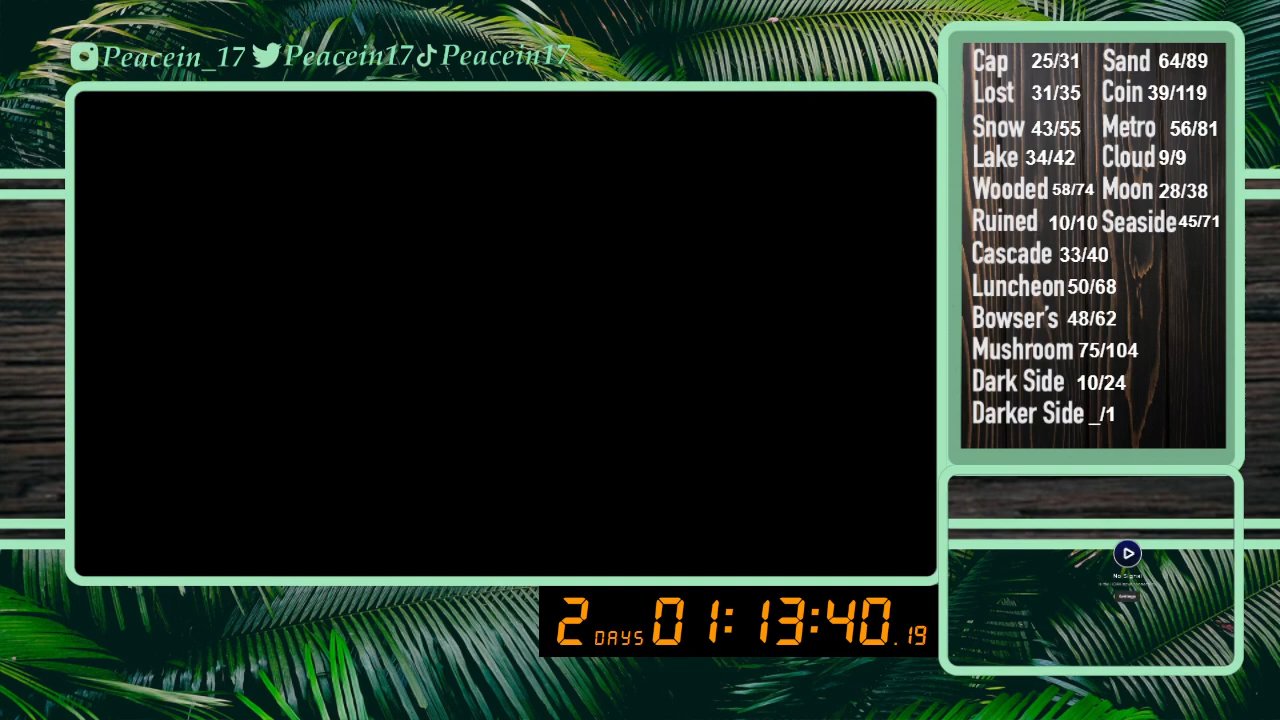 Peacein_17 Peacein17 Peacein17
Cap 25/31 Sand 64/89
Lost 31/35 Coin 39/119
Snow 43/55 Metro 56/81
Lake 34/42 Cloud 9/9
Wooded 58/74 Moon 28/38
Ruined 10/10 Seaside 45/71
Cascade 33/40
Luncheon 50/68
Bowser's 48/62
Mushroom 75/104
Dark Side 10/24
Darker Side _/1
No Signal
Settings
2 DAYS 01:13:40.19